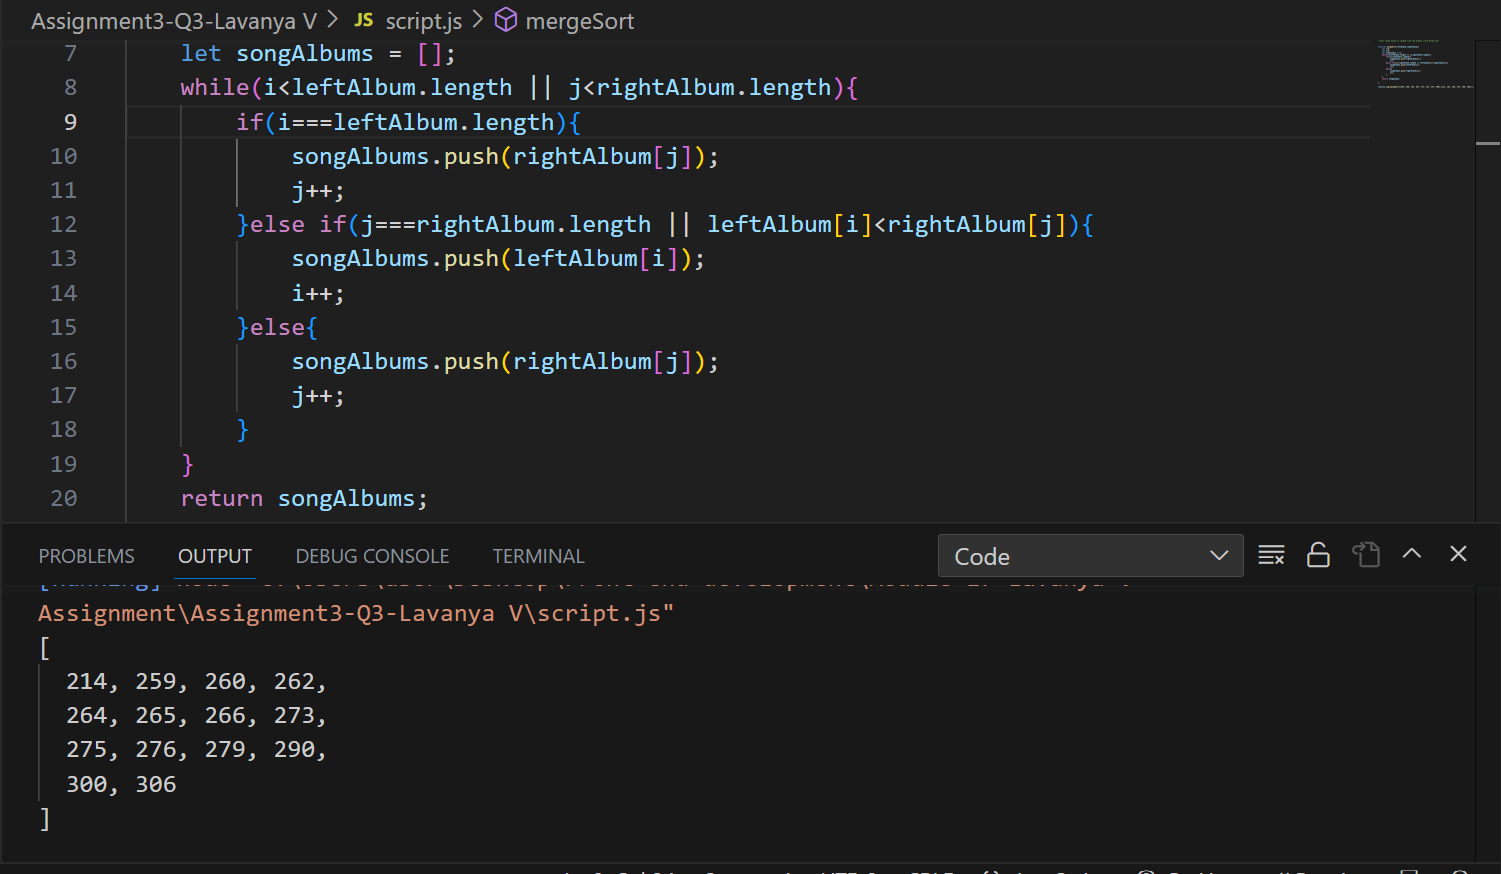 Assignment3-Q3-Lavanya V > JS script.js > mergeSort
7 let songAlbums = [];
8 while(i<leftAlbum.length || j<rightAlbum.length){
9 if(i===leftAlbum.length){
10 songAlbums.push(rightAlbum[j]);
11 j++;
12 }else if(j===rightAlbum.length || leftAlbum[i]<rightAlbum[j]){
13 songAlbums.push(leftAlbum[i]);
14 i++;
15 }else{
16 songAlbums.push(rightAlbum[j]);
17 j++;
18 }
19 }
20 return songAlbums;
PROBLEMS OUTPUT DEBUG CONSOLE TERMINAL Code
[Running]
Assignment\Assignment3-Q3-Lavanya V\script.js"
[
214, 259, 260, 262,
264, 265, 266, 273,
275, 276, 279, 290,
300, 306
]